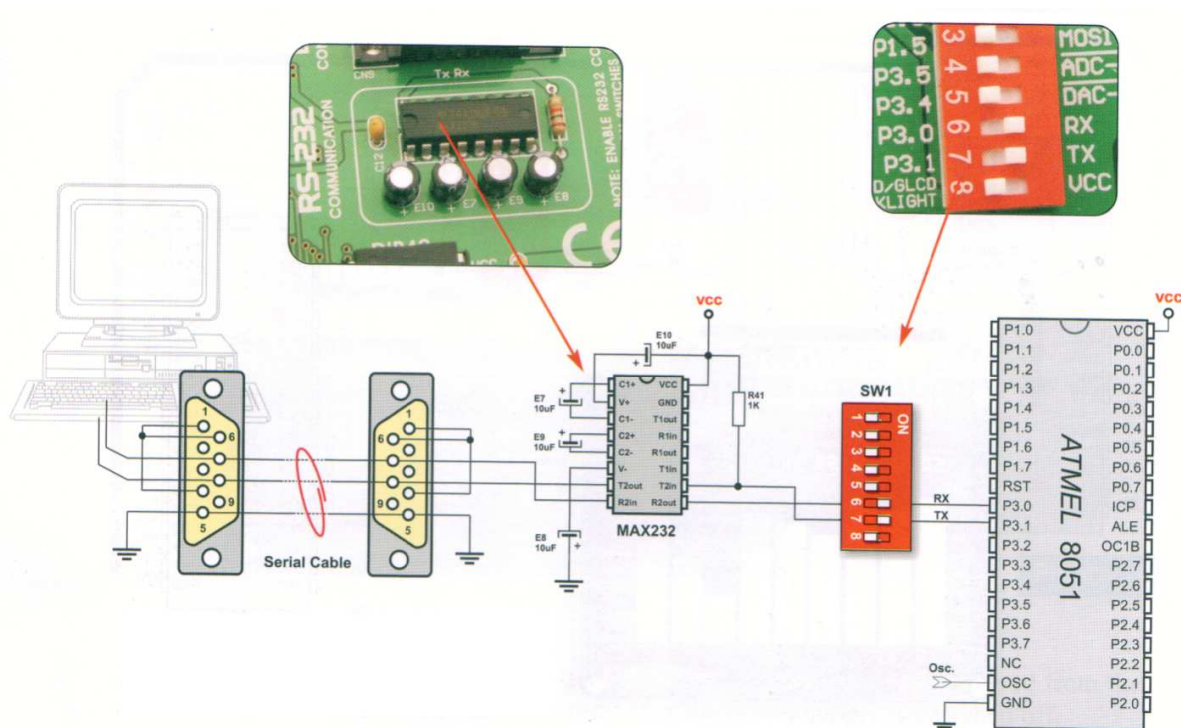 CON
CN9
Tx Rx
RS-232
COMMUNICATION
C12
E10
E7
E9
E8
NOTE: ENABLE RS232 CO
SWITCHES
VCC
CE
P1.5 3 MOSI
P3.5 4 ADC-
P3.4 5 DAC-
P3.0 6 RX
P3.1 7 TX
D/GLCD 8 VCC
KLIGHT
VCC
E10
10uF
E7
10uF
E9
10uF
E8
10uF
C1+ VCC
V+ GND
C1- T1out
C2+ R1in
C2- R1out
V- T1in
T2out T2in
R2in R2out
MAX232
R41
1K
SW1
ON
1
2
3
4
5
6
7
8
RX
TX
1
6
9
5
Serial Cable
1
6
9
5
VCC
ATMEL 8051
P1.0 VCC
P1.1 P0.0
P1.2 P0.1
P1.3 P0.2
P1.4 P0.3
P1.5 P0.4
P1.6 P0.5
P1.7 P0.6
RST P0.7
P3.0 ICP
P3.1 ALE
P3.2 OC1B
P3.3 P2.7
P3.4 P2.6
P3.5 P2.5
P3.6 P2.4
P3.7 P2.3
NC P2.2
OSC P2.1
GND P2.0
Osc.